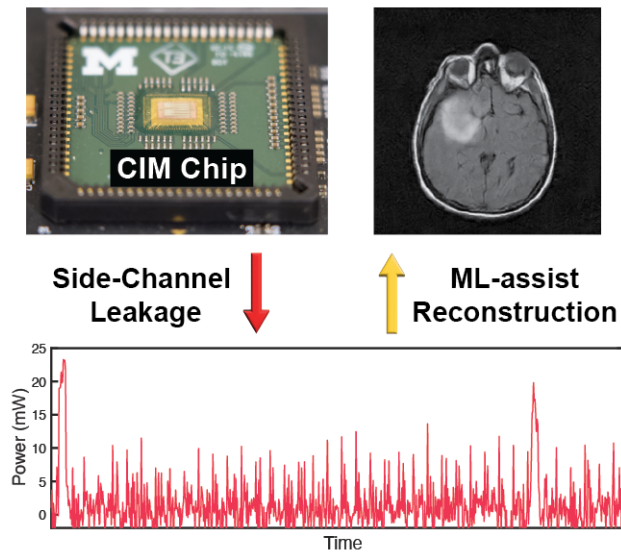 M
CIM Chip
Side-Channel
Leakage
ML-assist
Reconstruction
25
20
15
10
5
0
Power (mW)
Time